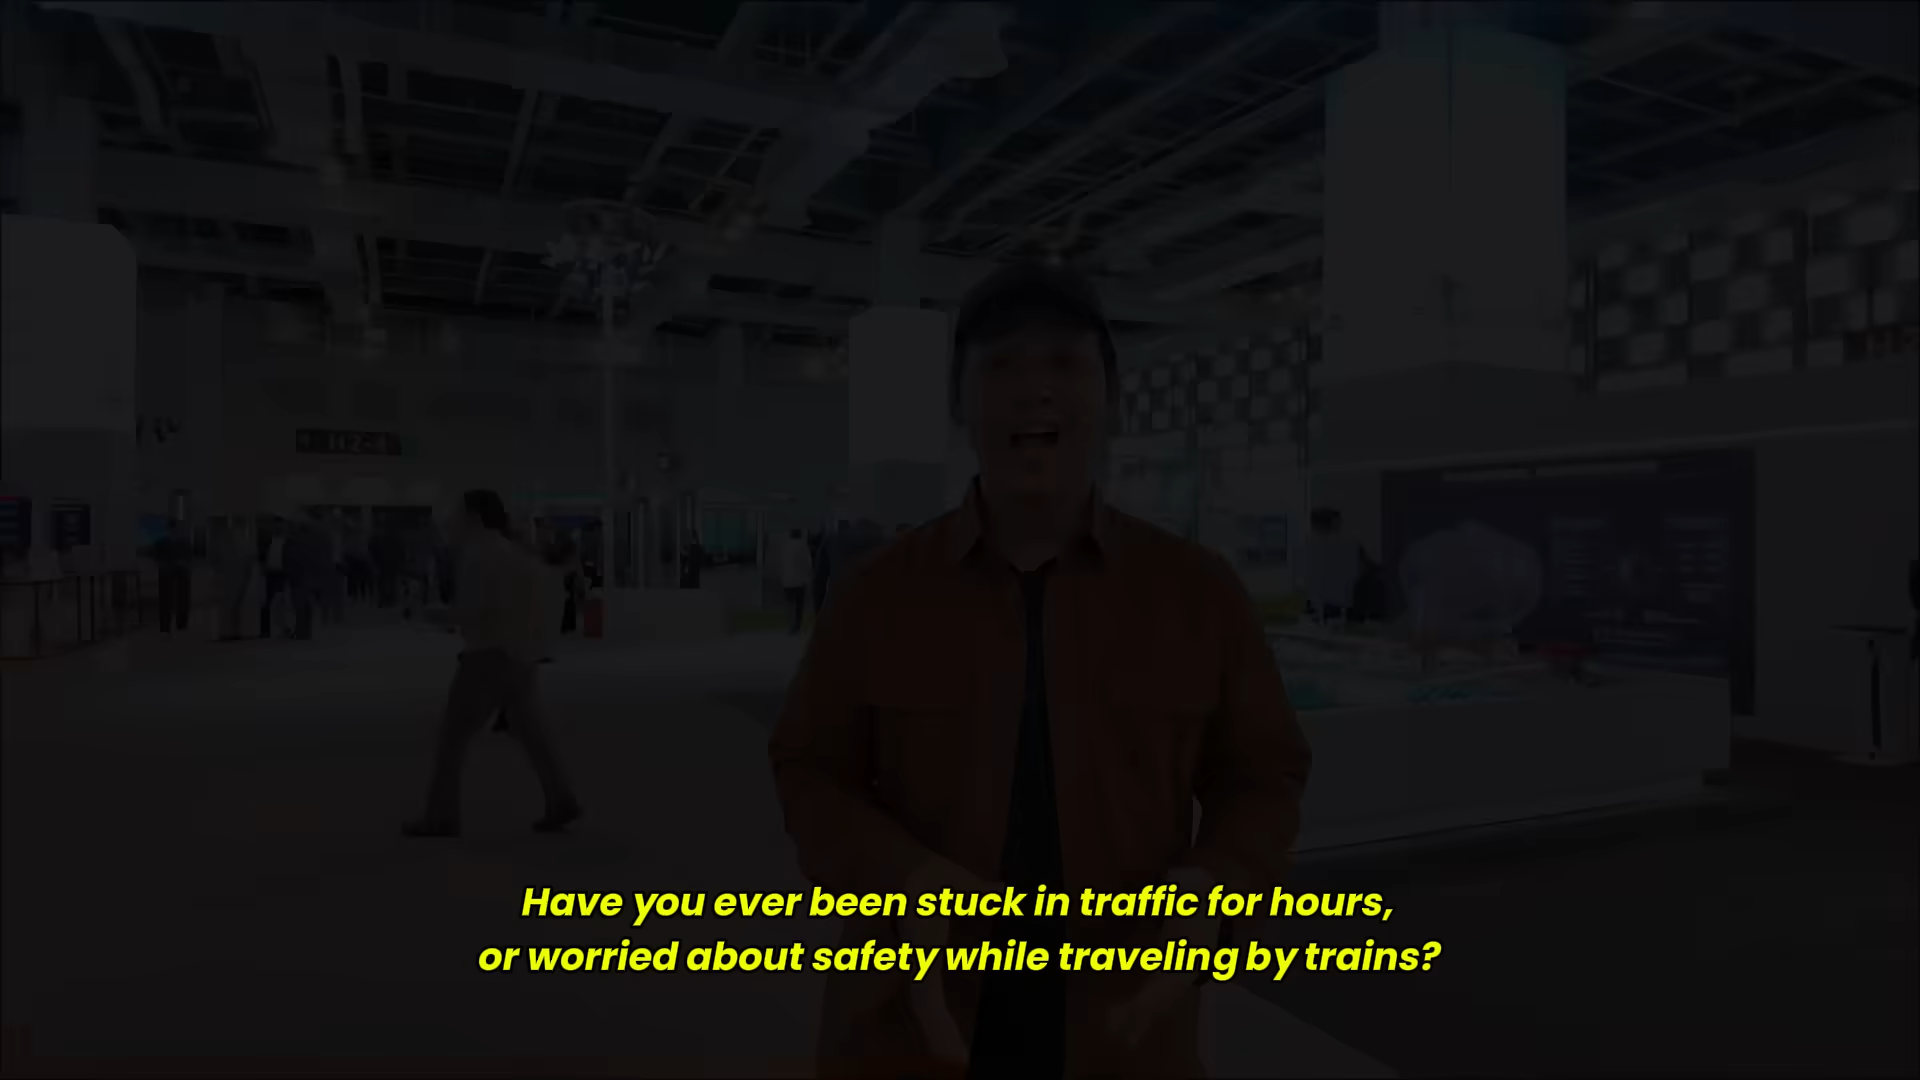 Have you ever been stuck in traffic for hours,
or worried about safety while traveling by trains?